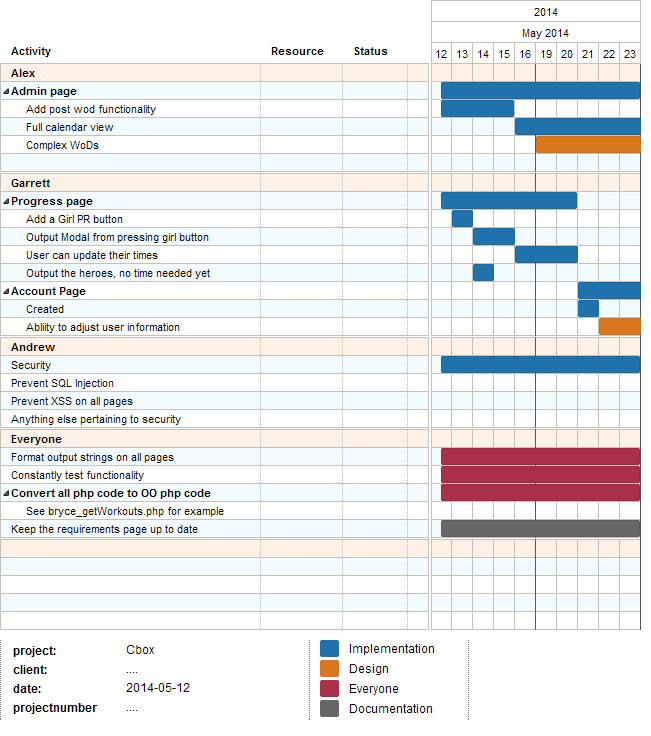 2014
May 2014
Activity Resource Status 12 13 14 15 16 19 20 21 22 23
Alex
Admin page
Add post wod functionality
Full calendar view
Complex WoDs
Garrett
Progress page
Add a Girl PR button
Output Modal from pressing girl button
User can update their times
Output the heroes, no time needed yet
Account Page
Created
Abliity to adjust user information
Andrew
Security
Prevent SQL Injection
Prevent XSS on all pages
Anything else pertaining to security
Everyone
Format output strings on all pages
Constantly test functionality
Convert all php code to OO php code
See bryce_getWorkouts.php for example
Keep the requirements page up to date
project: Cbox Implementation
client: .... Design
date: 2014-05-12 Everyone
projectnumber .... Documentation